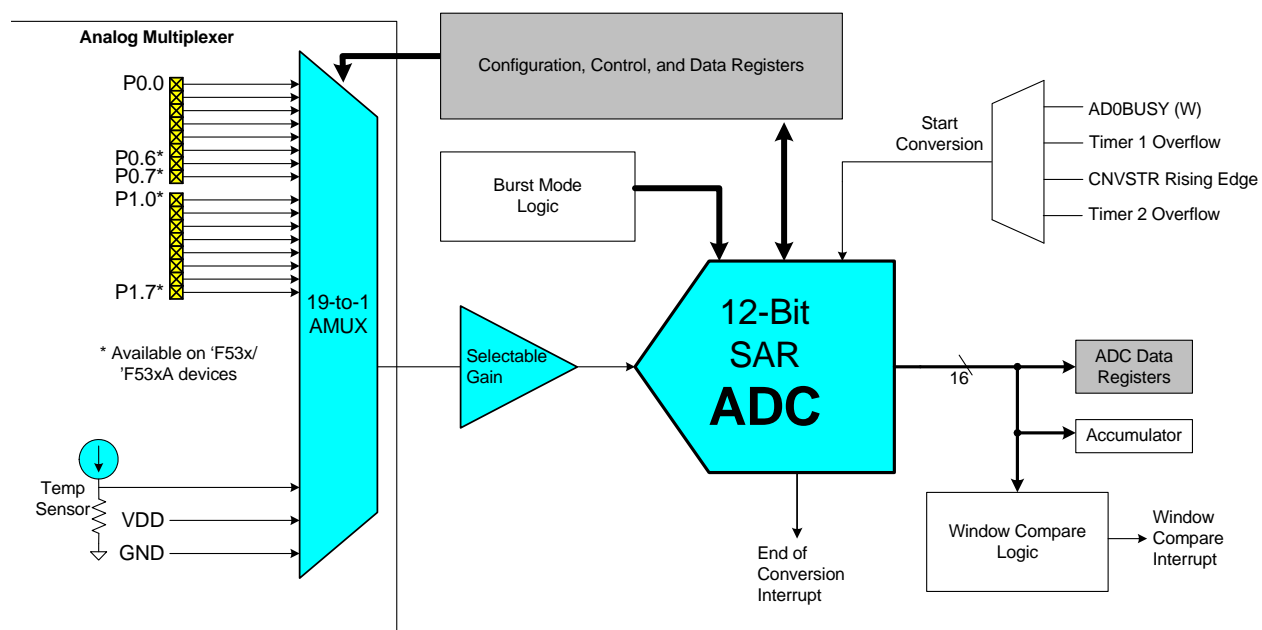 Analog Multiplexer
P0.0
P0.6*
P0.7*
P1.0*
P1.7*
* Available on ‘F53x/
’F53xA devices
19-to-1
AMUX
Temp
Sensor
VDD
GND
Configuration, Control, and Data Registers
Burst Mode
Logic
Start
Conversion
AD0BUSY (W)
Timer 1 Overflow
CNVSTR Rising Edge
Timer 2 Overflow
Selectable
Gain
12-Bit
SAR
ADC
16
ADC Data
Registers
Accumulator
Window Compare
Logic
Window
Compare
Interrupt
End of
Conversion
Interrupt